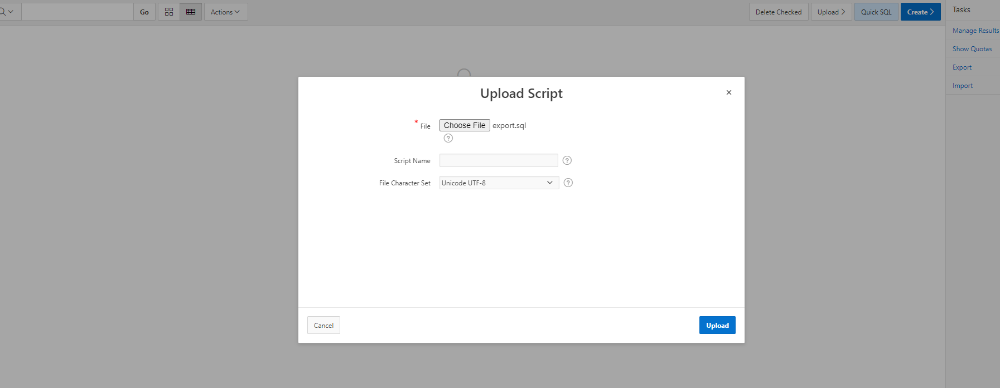 Go
Actions
Delete Checked
Upload
Quick SQL
Create
Tasks
Manage Results
Show Quotas
Export
Import
Upload Script
* File
Choose File export.sql
?
Script Name
?
File Character Set
Unicode UTF-8
?
Cancel
Upload